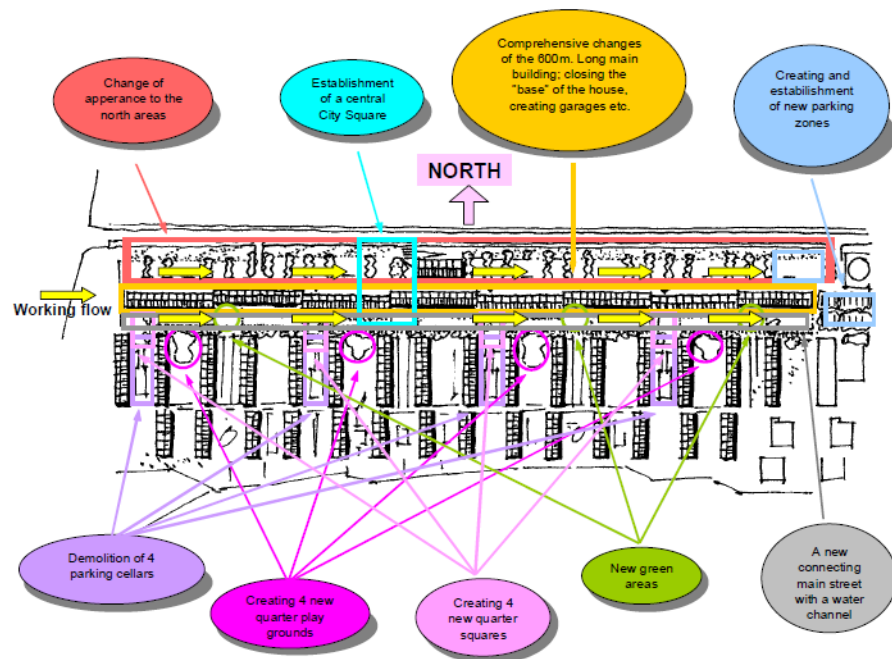 Change of
apperance to the
north areas
Establishment
of a central
City Square
Comprehensive changes
of the 600m. Long main
building; closing the
"base" of the house,
creating garages etc.
Creating and
estabilishment
of new parking
zones
NORTH
Working flow
Demolition of 4
parking cellars
Creating 4 new
quarter play
grounds
Creating 4
new quarter
squares
New green
areas
A new
connecting
main street
with a water
channel